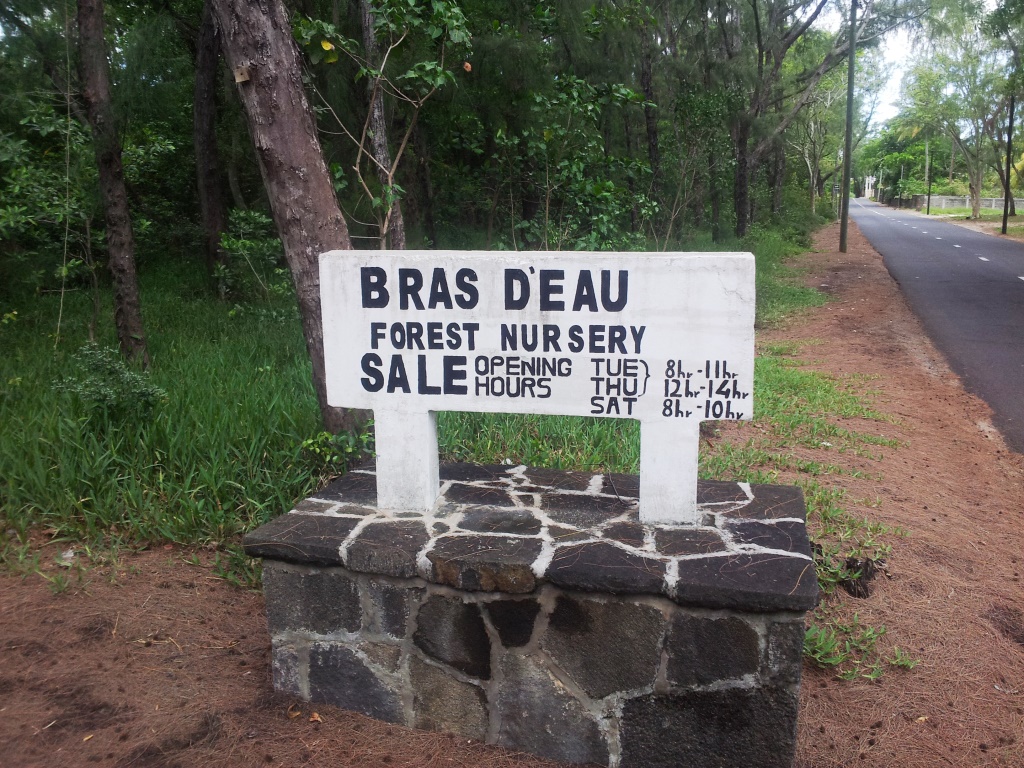 BRAS D'EAU
FOREST NURSERY
SALE OPENING HOURS TUE } 8hr-11hr
THU } 12hr-14hr
SAT 8hr-10hr